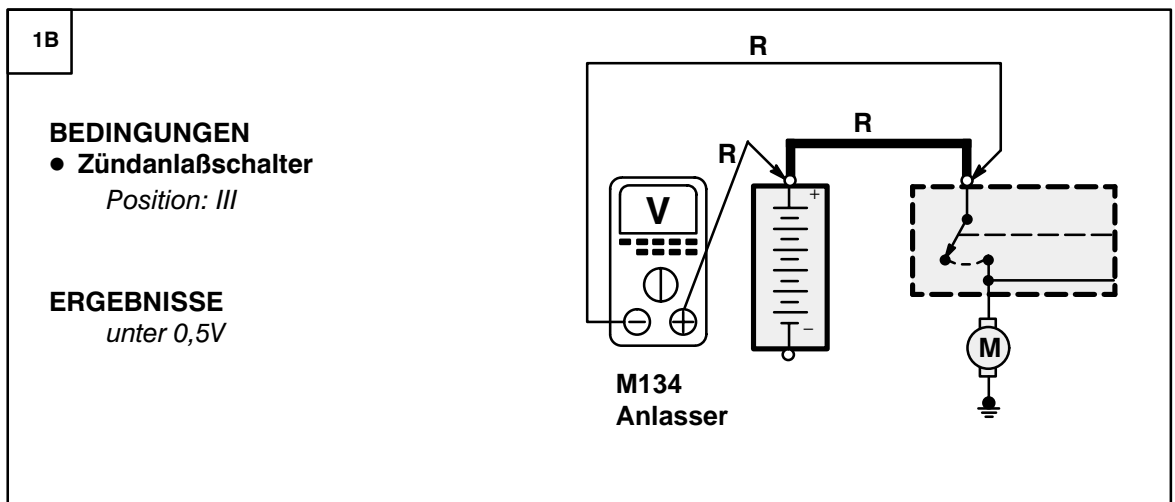 1B
BEDINGUNGEN
● Zündanlaßschalter
Position: III
ERGEBNISSE
unter 0,5V
R
R
R
V
+
−
M
M134
Anlasser